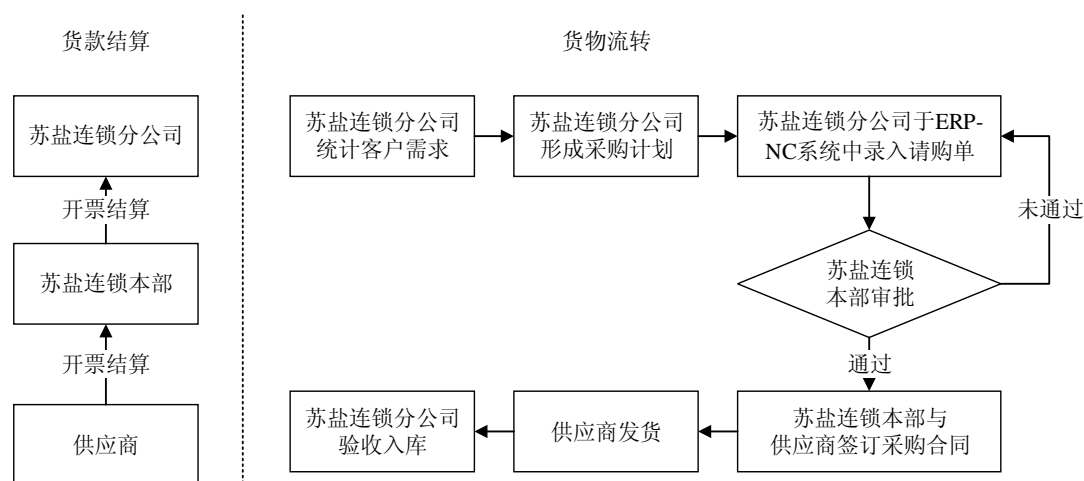 货款结算
苏盐连锁分公司
开票结算
苏盐连锁本部
开票结算
供应商
货物流转
苏盐连锁分公司
统计客户需求
苏盐连锁分公司
形成采购计划
苏盐连锁分公司于ERP-
NC系统中录入请购单
未通过
苏盐连锁
本部审批
通过
苏盐连锁本部与
供应商签订采购合同
供应商发货
苏盐连锁分公司
验收入库